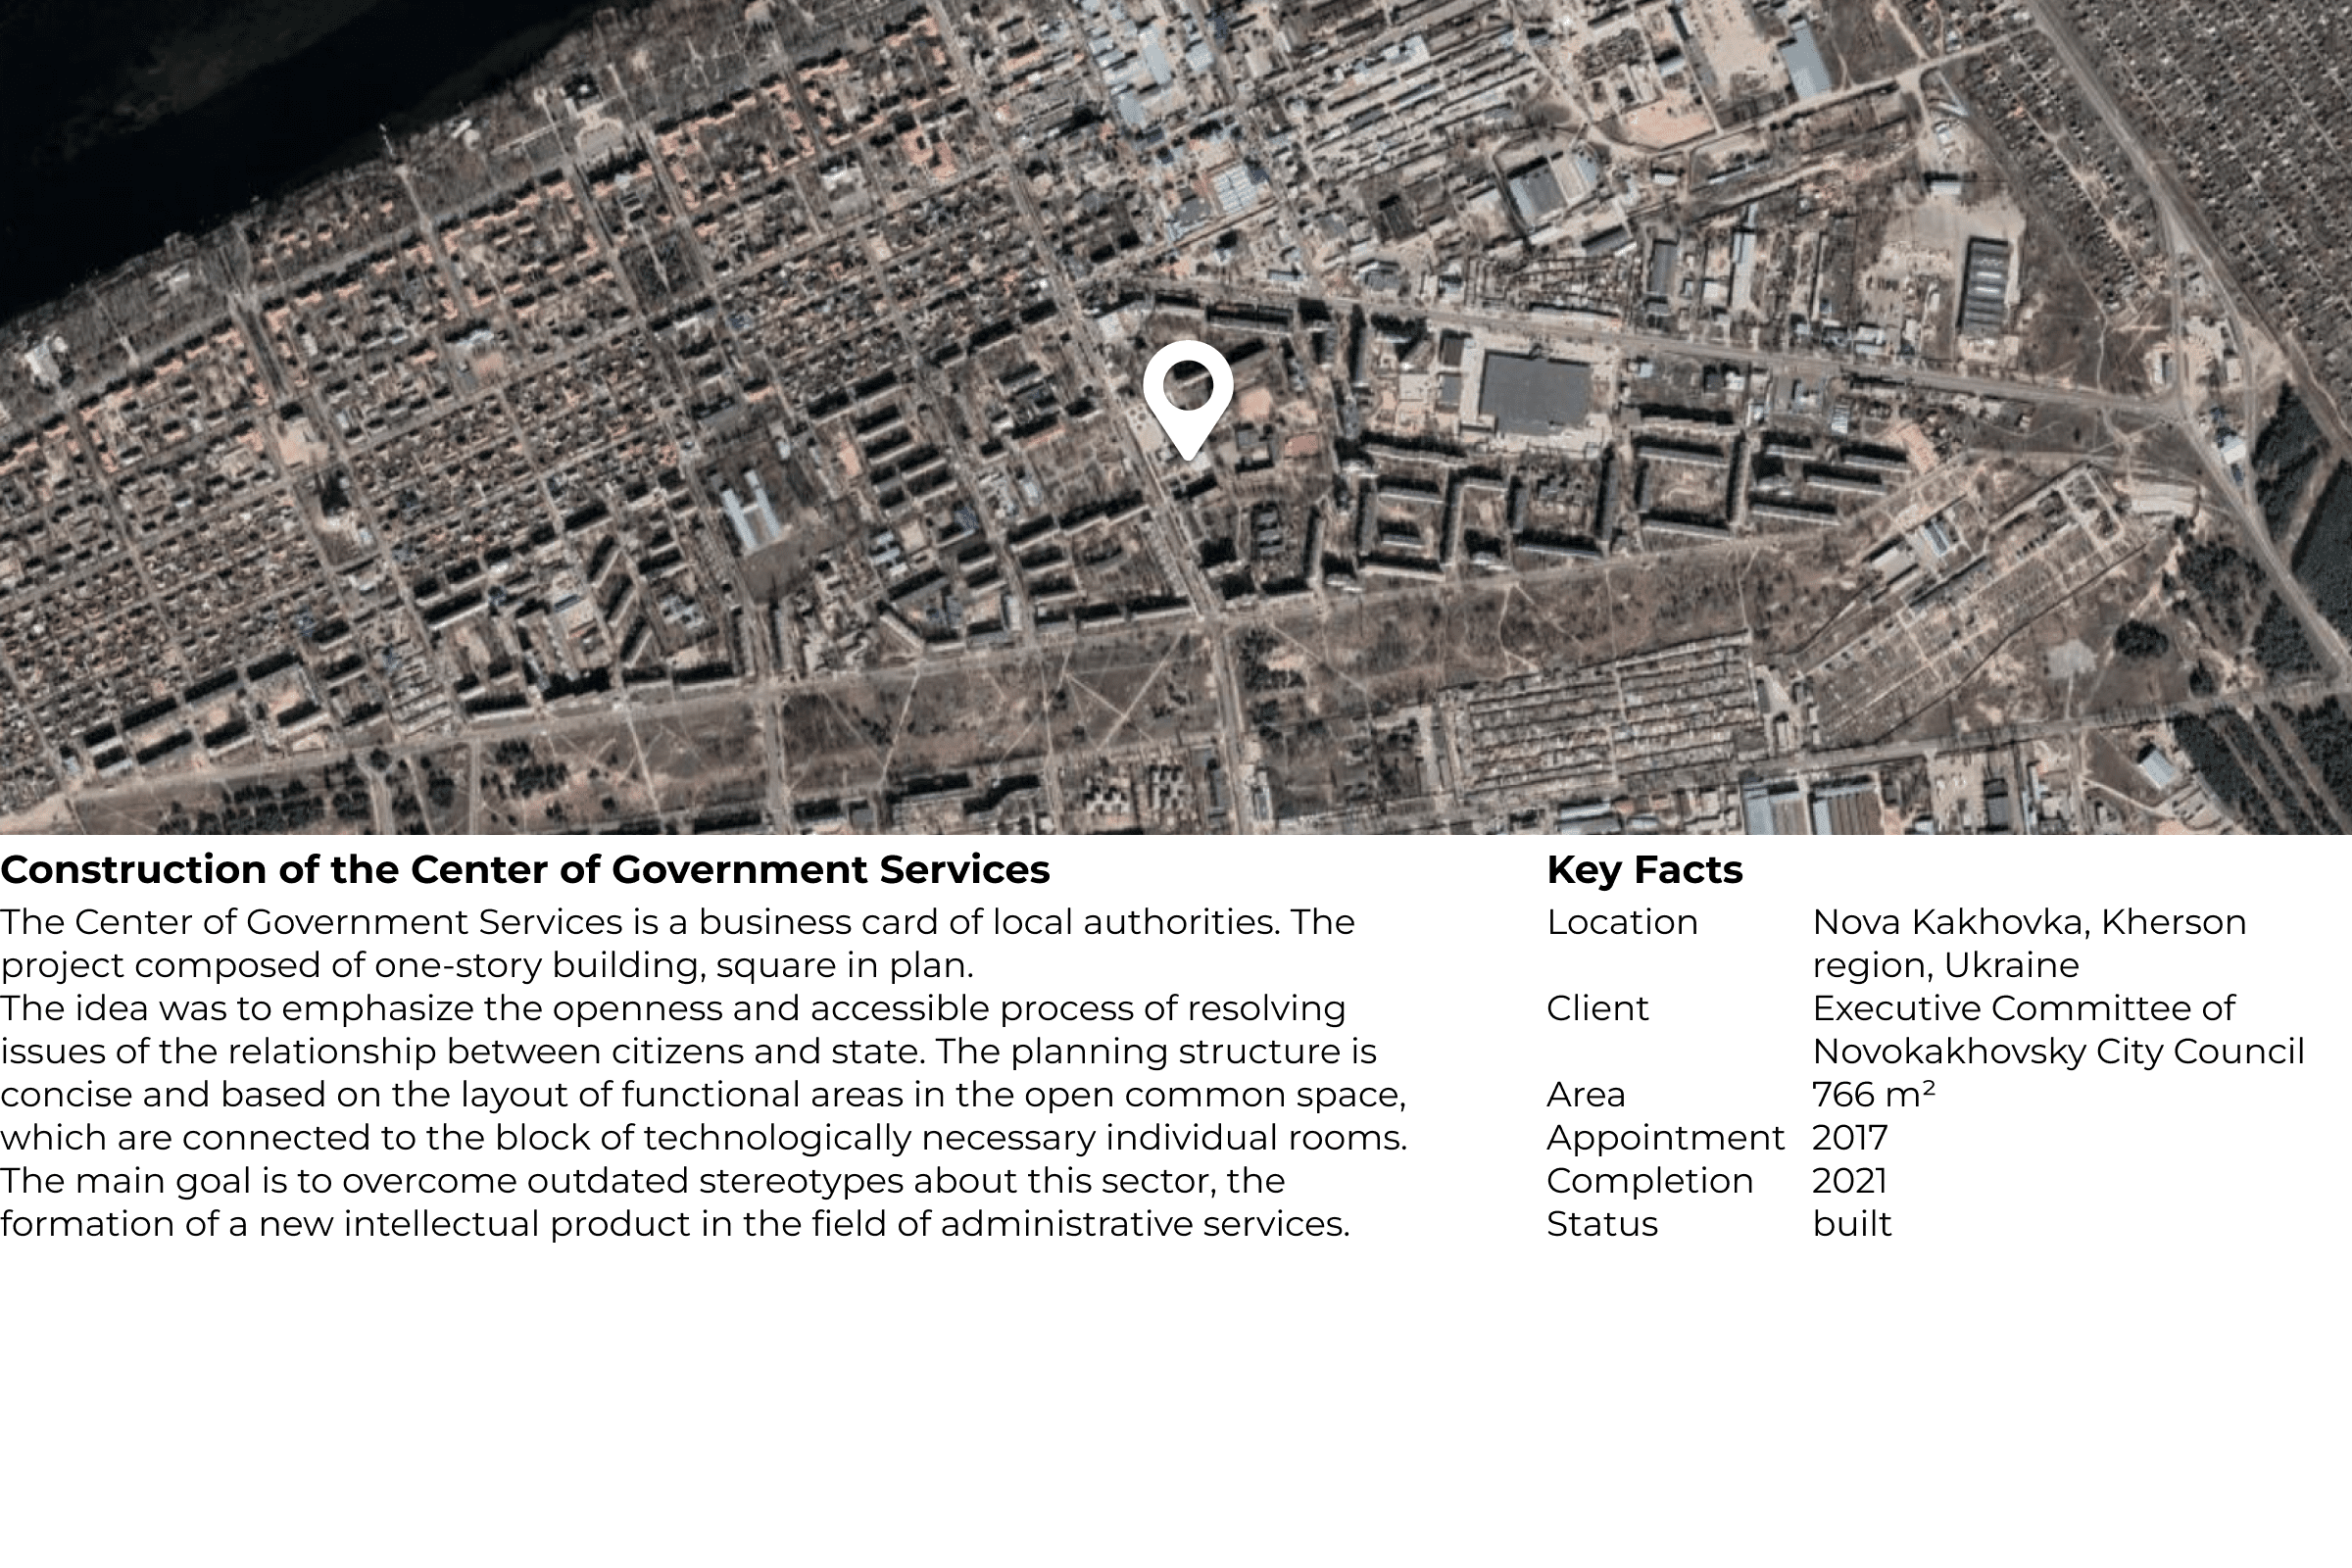 Construction of the Center of Government Services
The Center of Government Services is a business card of local authorities. The
project composed of one-story building, square in plan.
The idea was to emphasize the openness and accessible process of resolving
issues of the relationship between citizens and state. The planning structure is
concise and based on the layout of functional areas in the open common space,
which are connected to the block of technologically necessary individual rooms.
The main goal is to overcome outdated stereotypes about this sector, the
formation of a new intellectual product in the field of administrative services.
Key Facts
Location Nova Kakhovka, Kherson
region, Ukraine
Client Executive Committee of
Novokakhovsky City Council
Area 766 m²
Appointment 2017
Completion 2021
Status built